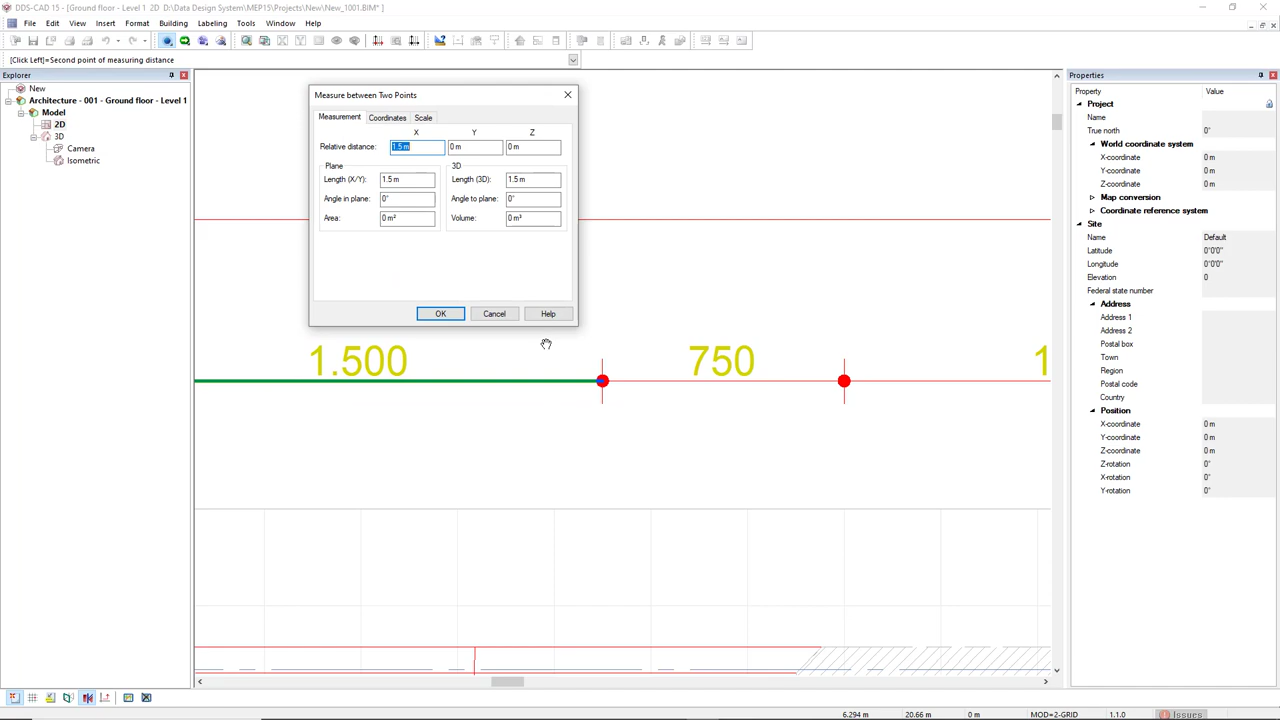 DDS-CAD 15 - [Ground floor - Level 1  2D  D:\Data Design System\MEP15\Projects\New\New_1001.BIM* ]
File Edit View Insert Format Building Labeling Tools Window Help
[Click Left]=Second point of measuring distance
Explorer
New
Architecture - 001 - Ground floor - Level 1
Model
2D
3D
Camera
Isometric
Measure between Two Points
Measurement Coordinates Scale
X Y Z
Relative distance: 1.5 m 0 m 0 m
Plane 3D
Length (X/Y): 1.5 m Length (3D): 1.5 m
Angle in plane: 0° Angle to plane: 0°
Area: 0 m² Volume: 0 m³
OK Cancel Help
1.500 750 1
Properties
Property Value
Project
Name
True north 0°
World coordinate system
X-coordinate 0 m
Y-coordinate 0 m
Z-coordinate 0 m
Map conversion
Coordinate reference system
Site
Name Default
Latitude 0°0'0"
Longitude 0°0'0"
Elevation 0
Federal state number
Address
Address 1
Address 2
Postal box
Town
Region
Postal code
Country
Position
X-coordinate 0 m
Y-coordinate 0 m
Z-coordinate 0 m
Z-rotation 0°
X-rotation 0°
Y-rotation 0°
6.294 m 20.66 m 0 m MOD=2-GRID 1.1.0 Issues